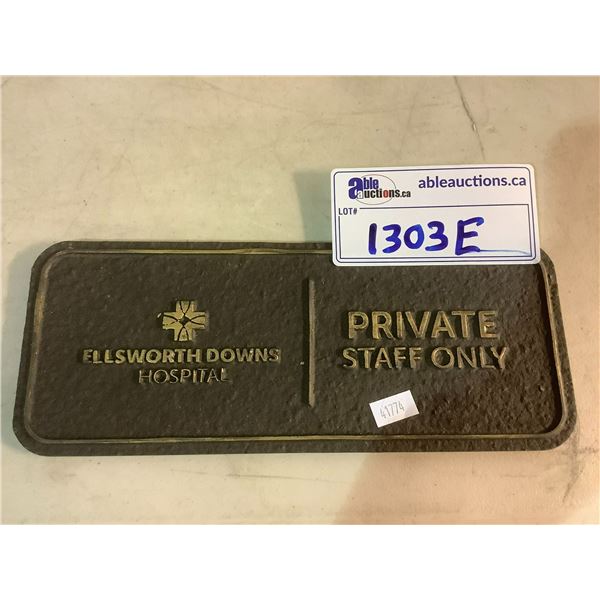 able auctions.ca
ableauctions.ca
LOT#
1303E
ELLSWORTH DOWNS
HOSPITAL
PRIVATE
STAFF ONLY
41774